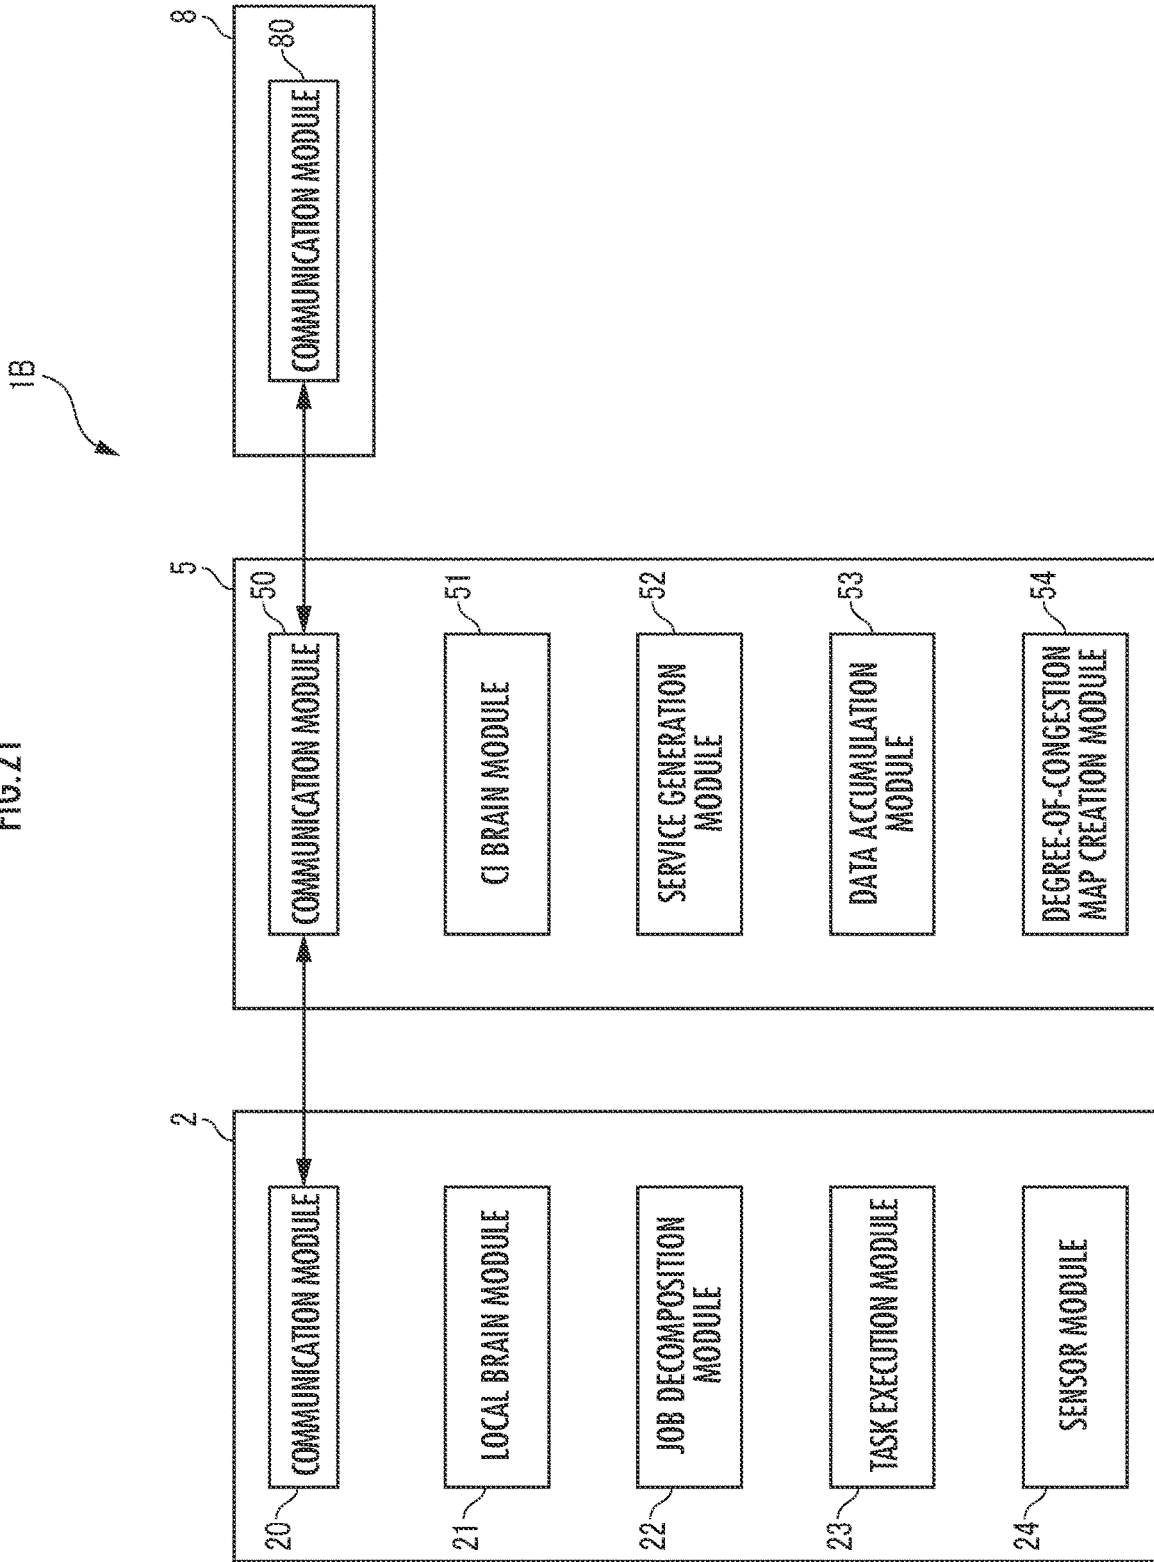 FIG.21
1B
2
20
COMMUNICATION MODULE
21
LOCAL BRAIN MODULE
22
JOB DECOMPOSITION
MODULE
23
TASK EXECUTION MODULE
24
SENSOR MODULE
5
50
COMMUNICATION MODULE
51
CI BRAIN MODULE
52
SERVICE GENERATION
MODULE
53
DATA ACCUMULATION
MODULE
54
DEGREE-OF-CONGESTION
MAP CREATION MODULE
8
80
COMMUNICATION MODULE